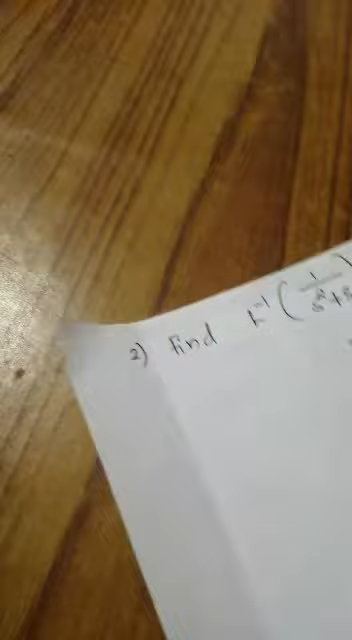 2) Find L⁻¹ ( 1 / s² + s